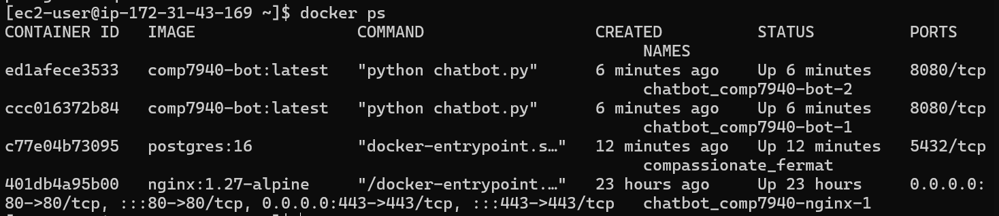 [ec2-user@ip-172-31-43-169 ~]$ docker ps
CONTAINER ID   IMAGE                 COMMAND                  CREATED          STATUS          PORTS
NAMES
ed1afece3533   comp7940-bot:latest   "python chatbot.py"      6 minutes ago    Up 6 minutes    8080/tcp
chatbot_comp7940-bot-2
ccc016372b84   comp7940-bot:latest   "python chatbot.py"      6 minutes ago    Up 6 minutes    8080/tcp
chatbot_comp7940-bot-1
c77e04b73095   postgres:16           "docker-entrypoint.s…"   12 minutes ago   Up 12 minutes   5432/tcp
compassionate_fermat
401db4a95b00   nginx:1.27-alpine     "/docker-entrypoint.…"   23 hours ago     Up 23 hours     0.0.0.0:
80->80/tcp, :::80->80/tcp, 0.0.0.0:443->443/tcp, :::443->443/tcp   chatbot_comp7940-nginx-1